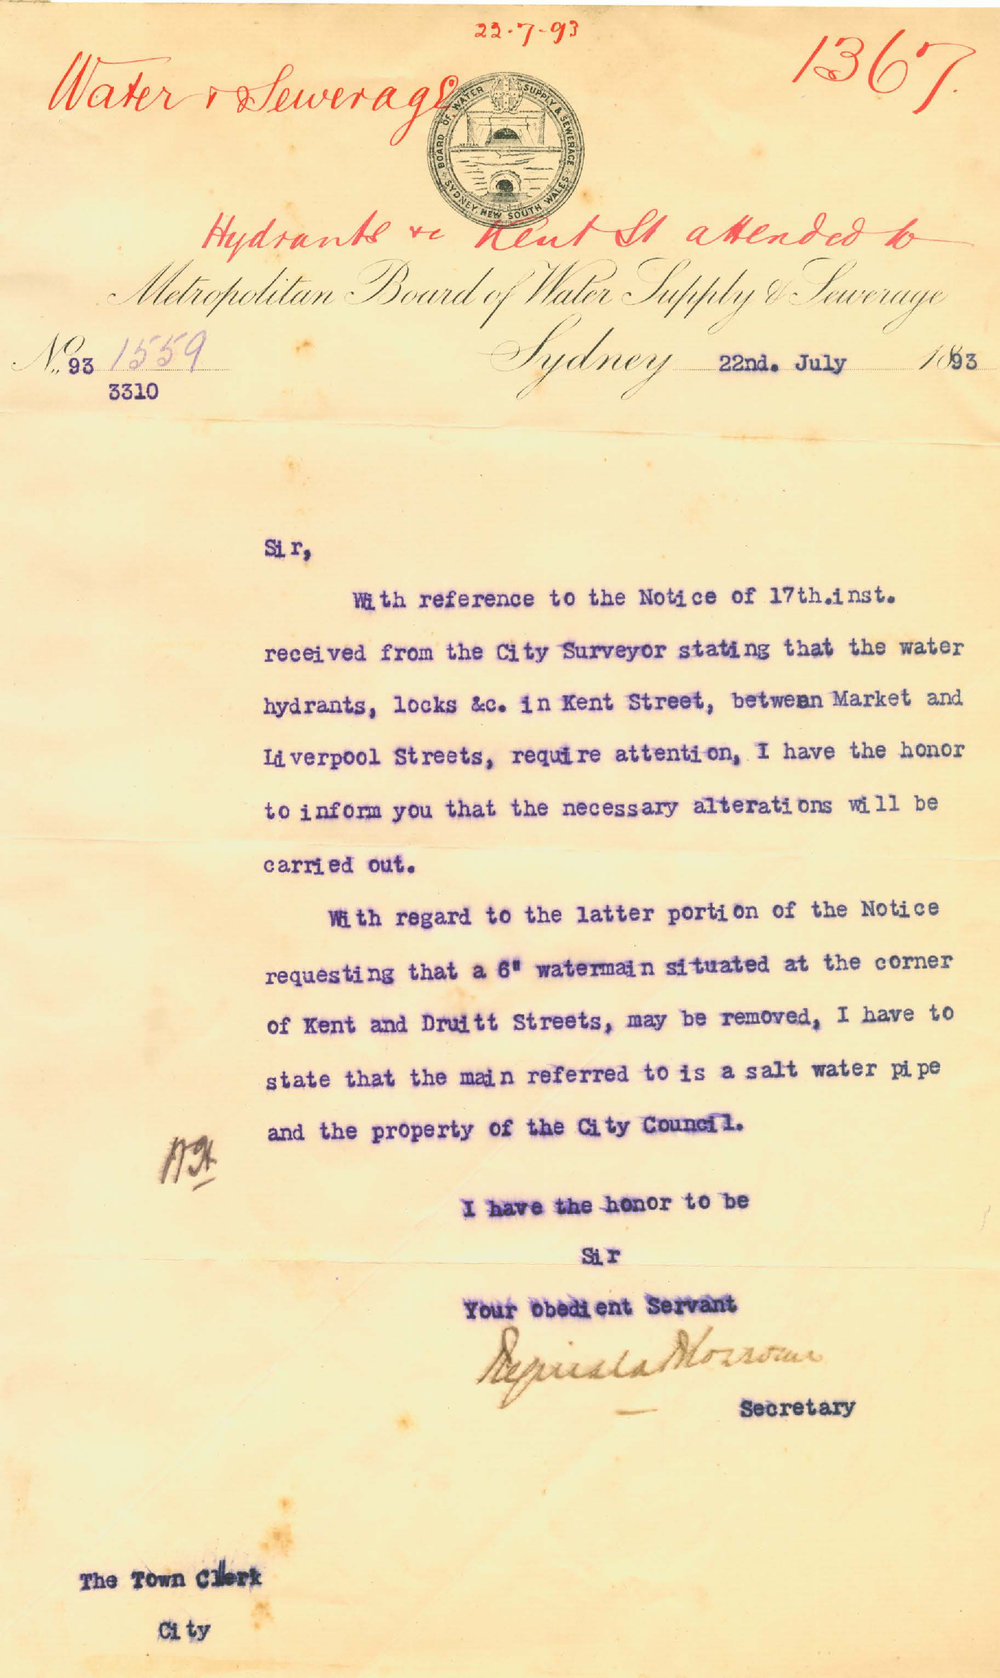 22-7-93
1367.
Water & Sewerage
BOARD OF WATER SUPPLY & SEWERAGE
SYDNEY, NEW SOUTH WALES
Hydrants &c Kent St attended to
Metropolitan Board of Water Supply & Sewerage
No. 93 1559
3310
Sydney 22nd. July 1893
Sir,
With reference to the Notice of 17th.inst.
received from the City Surveyor stating that the water
hydrants, locks &c. in Kent Street, between Market and
Liverpool Streets, require attention, I have the honor
to inform you that the necessary alterations will be
carried out.
With regard to the latter portion of the Notice
requesting that a 6" watermain situated at the corner
of Kent and Druitt Streets, may be removed, I have to
state that the main referred to is a salt water pipe
and the property of the City Council.
I have the honor to be
Sir
Your obedient Servant
Reginald
Secretary
The Town Clerk
City